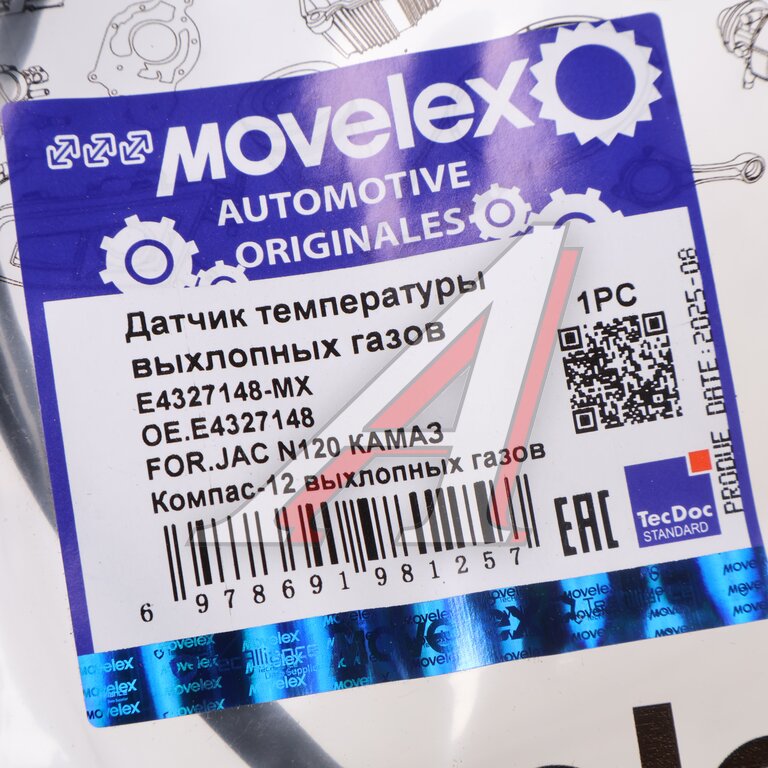 MOVELEX
AUTOMOTIVE
ORIGINALES
Датчик температуры
выхлопных газов
E4327148-MX
OE.E4327148
FOR.JAC N120 КАМАЗ
Компас-12 выхлопных газов
1PC
PRODUE DATE:2025-08
TecDoc
STANDARD
EAC
6 978691 981257
Movelex